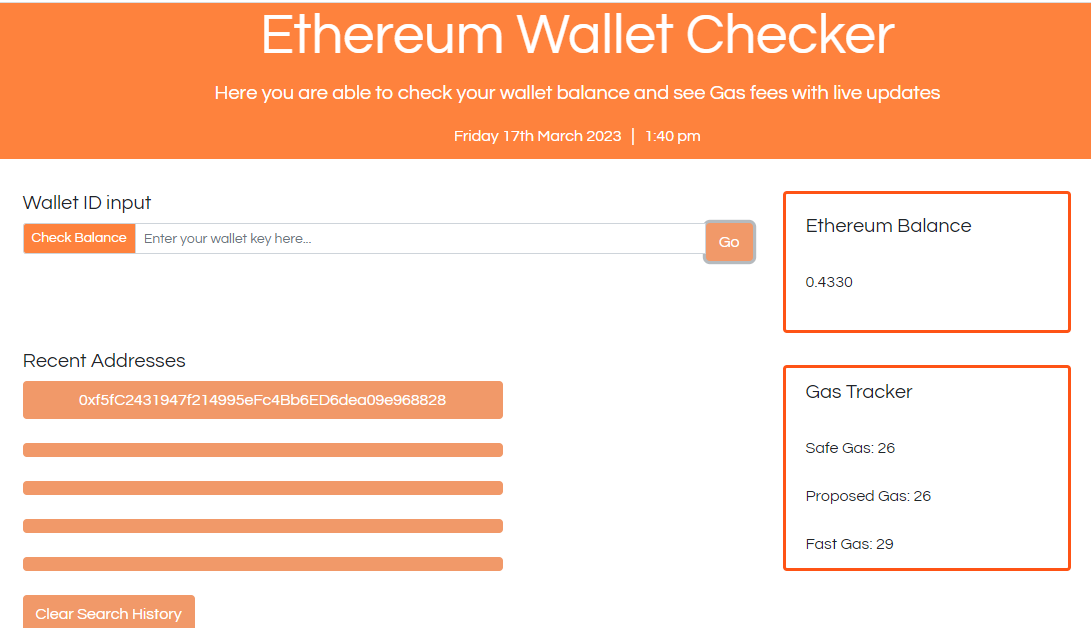 Ethereum Wallet Checker
Here you are able to check your wallet balance and see Gas fees with live updates
Friday 17th March 2023 | 1:40 pm
Wallet ID input
Check Balance
Enter your wallet key here...
Go
Recent Addresses
0xf5fC2431947f214995eFc4Bb6ED6dea09e968828
Clear Search History
Ethereum Balance
0.4330
Gas Tracker
Safe Gas: 26
Proposed Gas: 26
Fast Gas: 29